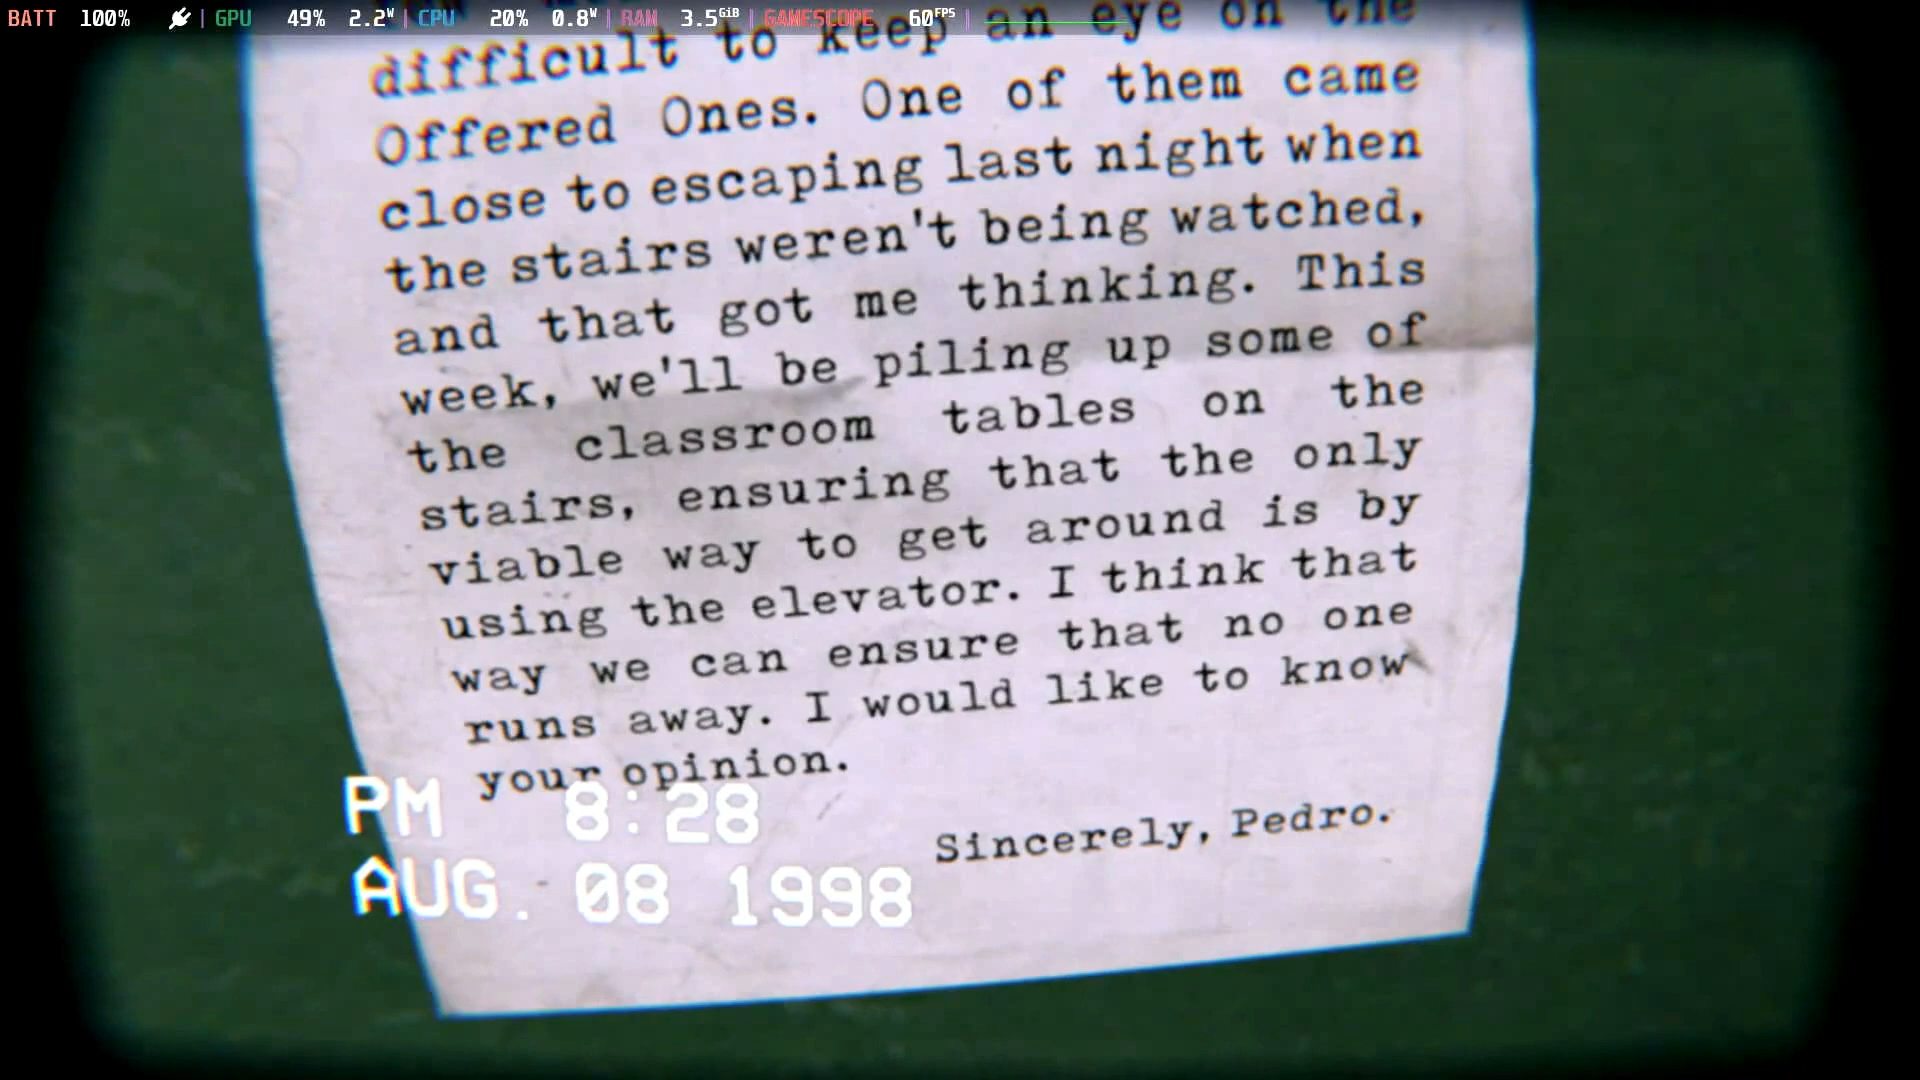 BATT 100% GPU 49% 2.2W CPU 20% 0.8W RAM 3.5GiB GAMESCOPE 60FPS
difficult to keep an eye on the
Offered Ones. One of them came
close to escaping last night when
the stairs weren't being watched,
and that got me thinking. This
week, we'll be piling up some of
the classroom tables on the
stairs, ensuring that the only
viable way to get around is by
using the elevator. I think that
way we can ensure that no one
runs away. I would like to know
your opinion.
Sincerely, Pedro.
PM 8:28
AUG. 08 1998